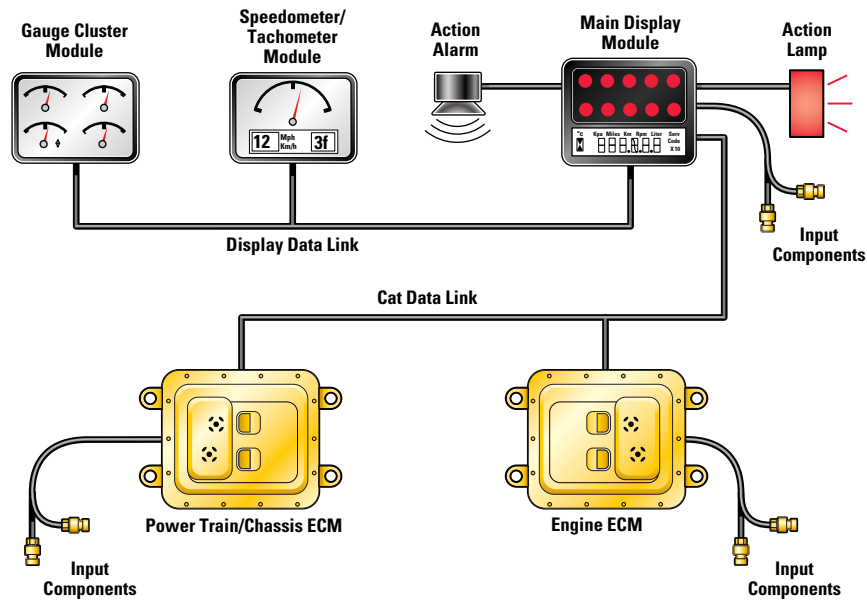 Gauge Cluster
Module
Speedometer/
Tachometer
Module
Action
Alarm
Main Display
Module
Action
Lamp
12
Mph
Km/h
3f
°C Kpa Miles Km Rpm Liter Serv
Code
X10
Display Data Link
Input
Components
Cat Data Link
Power Train/Chassis ECM
Engine ECM
Input
Components
Input
Components